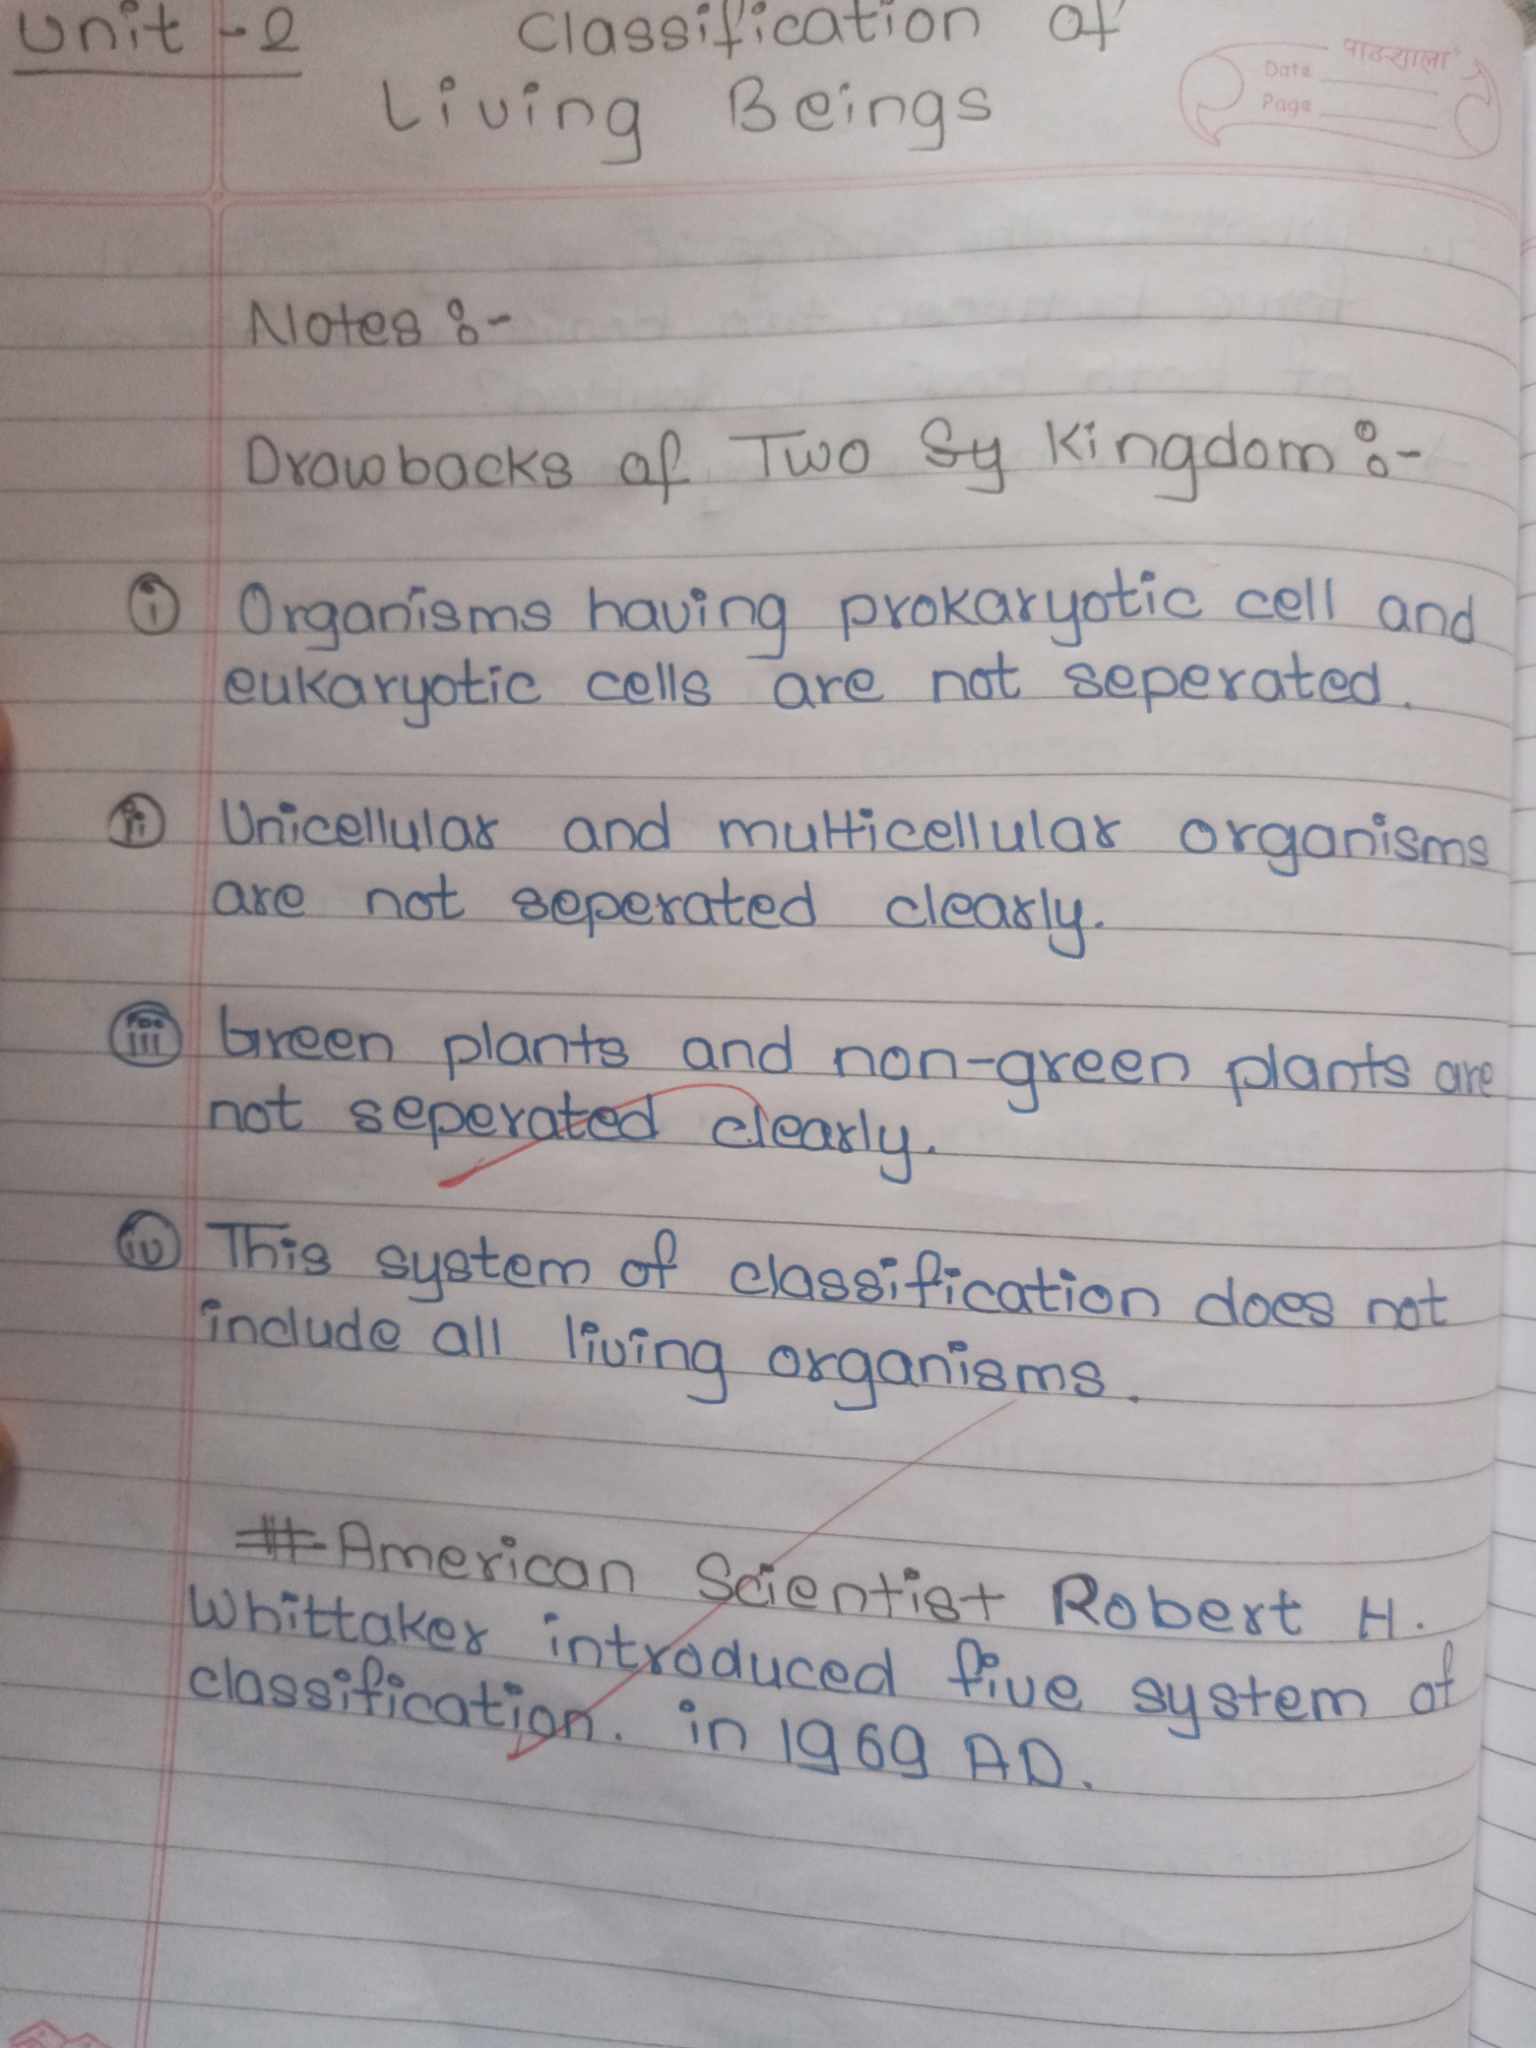 Unit - 2 Classification of
Living Beings
पाठशाला
Date
Page
Notes :-
Drawbacks of Two Sy Kingdom :-
i Organisms having prokaryotic cell and
eukaryotic cells are not seperated.
ii Unicellular and multicellular organisms
are not seperated clearly.
iii Green plants and non-green plants are
not seperated clearly.
iv This system of classification does not
include all living organisms.
# American Scientist Robert H.
Whittaker introduced five system of
classification. in 1969 AD.